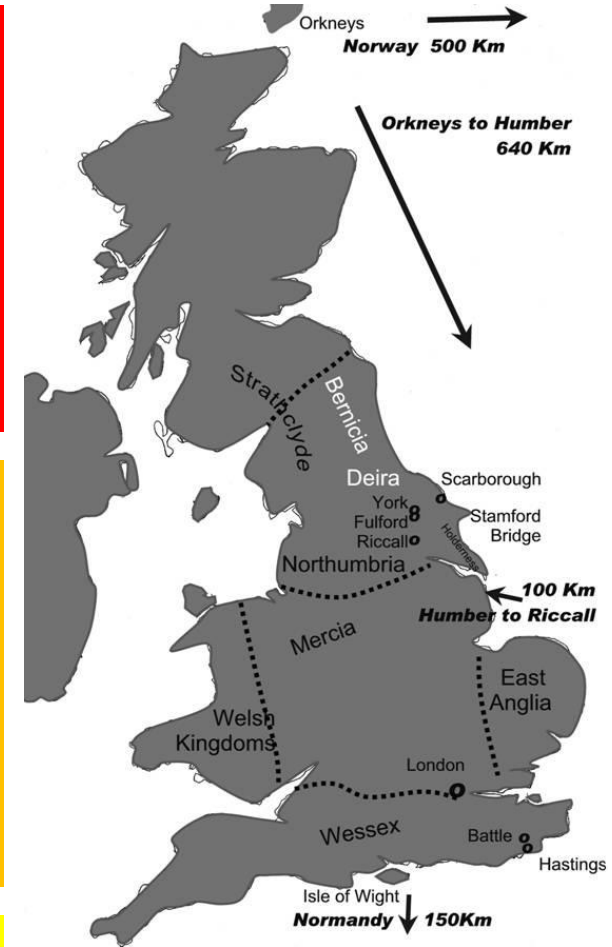 Orkneys
Norway 500 Km
Orkneys to Humber
640 Km
Strathclyde
Bernicia
Deira
Scarborough
York
Fulford
Stamford
Bridge
Riccall
Holderness
Northumbria
100 Km
Humber to Riccall
Mercia
East
Anglia
Welsh
Kingdoms
London
Wessex
Battle
Hastings
Isle of Wight
Normandy 150Km